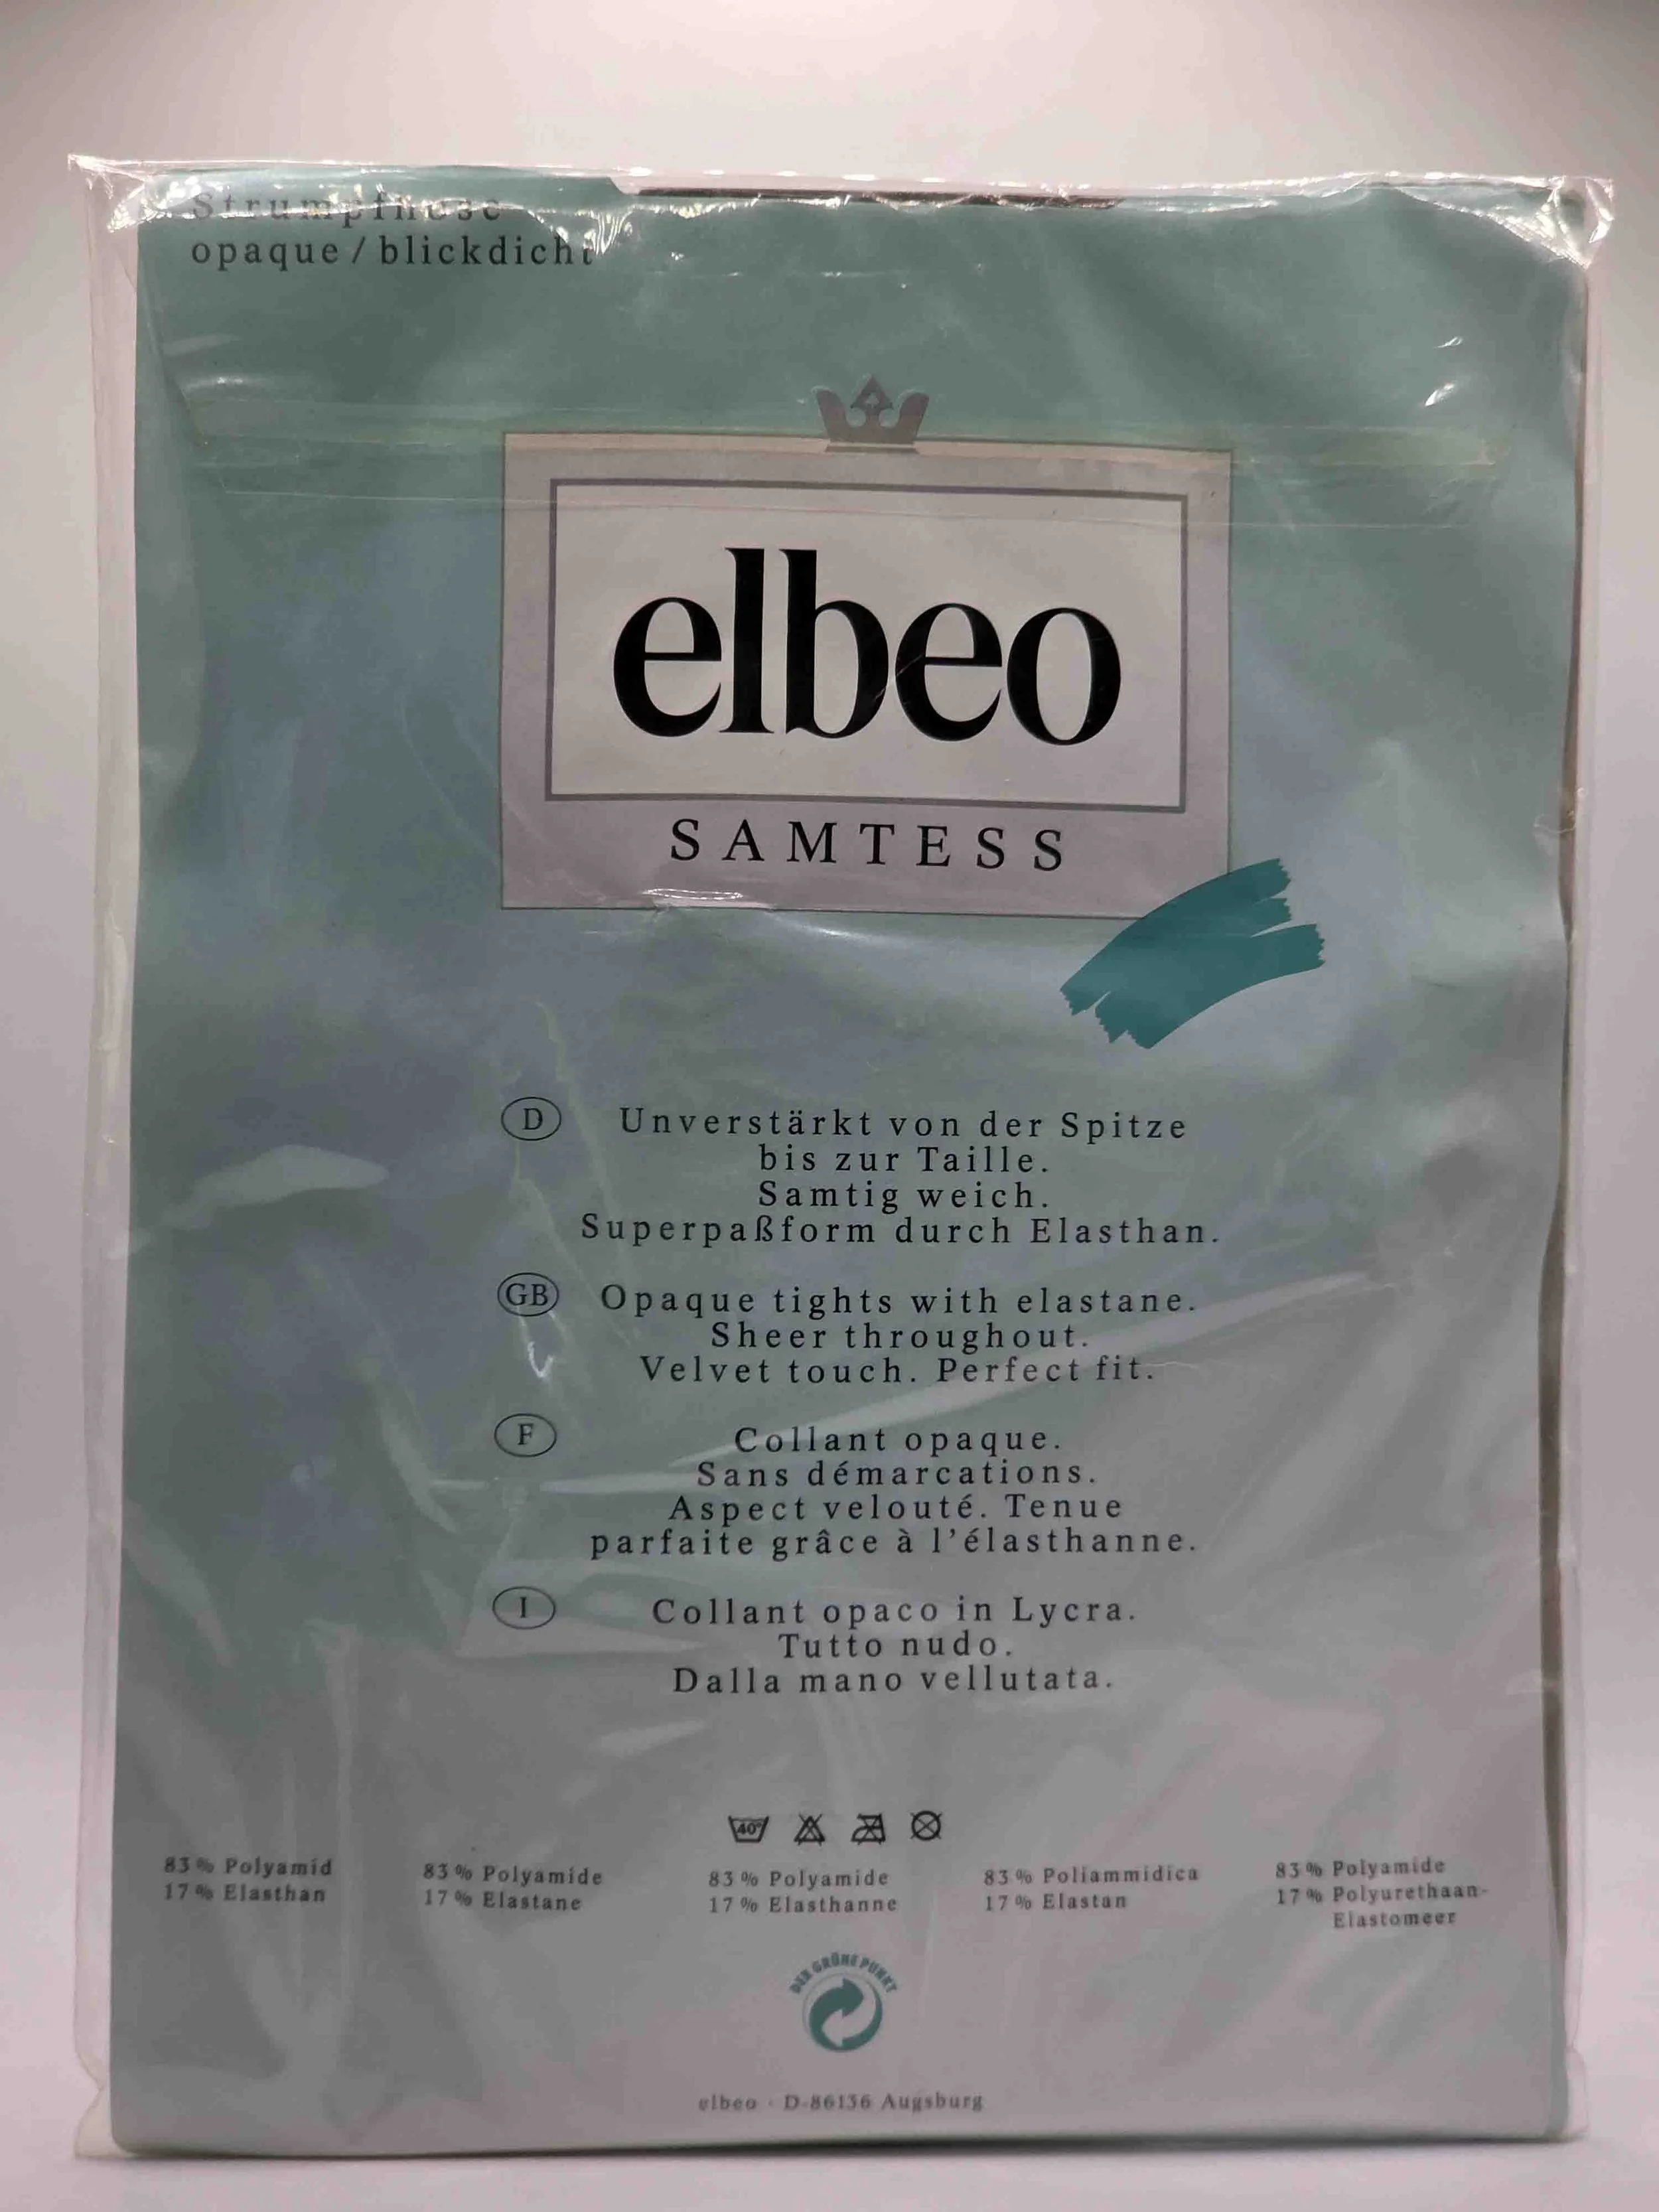 Strumpfhose
opaque / blickdicht
elbeo
SAMTESS
D Unverstärkt von der Spitze
bis zur Taille.
Samtig weich.
Superpaßform durch Elasthan.
GB Opaque tights with elastane.
Sheer throughout.
Velvet touch. Perfect fit.
F Collant opaque.
Sans démarcations.
Aspect velouté. Tenue
parfaite grâce à l'élasthanne.
I Collant opaco in Lycra.
Tutto nudo.
Dalla mano vellutata.
40°
83 % Polyamid
17 % Elasthan
83 % Polyamide
17 % Elastane
83 % Polyamide
17 % Elasthanne
83 % Poliammidica
17 % Elastan
83 % Polyamide
17 % Polyurethaan-
Elastomeer
DER GRÜNE PUNKT
elbeo · D-86136 Augsburg